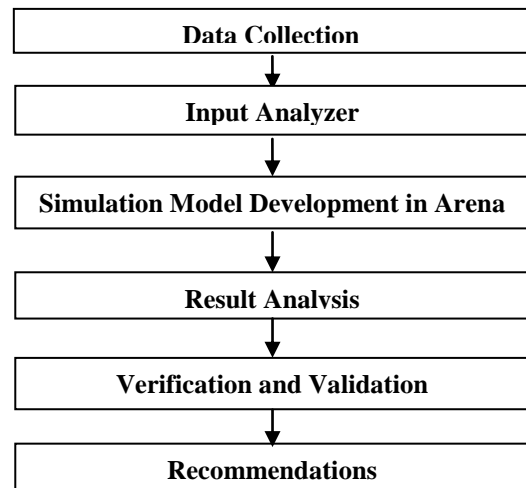 Data Collection
Input Analyzer
Simulation Model Development in Arena
Result Analysis
Verification and Validation
Recommendations